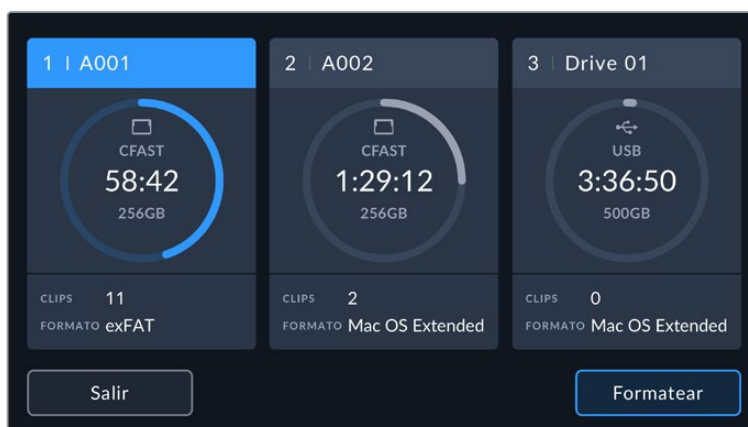 1 | A001
CFAST
58:42
256GB
CLIPS 11
FORMATO exFAT
2 | A002
CFAST
1:29:12
256GB
CLIPS 2
FORMATO Mac OS Extended
3 | Drive 01
USB
3:36:50
500GB
CLIPS 0
FORMATO Mac OS Extended
Salir
Formatear